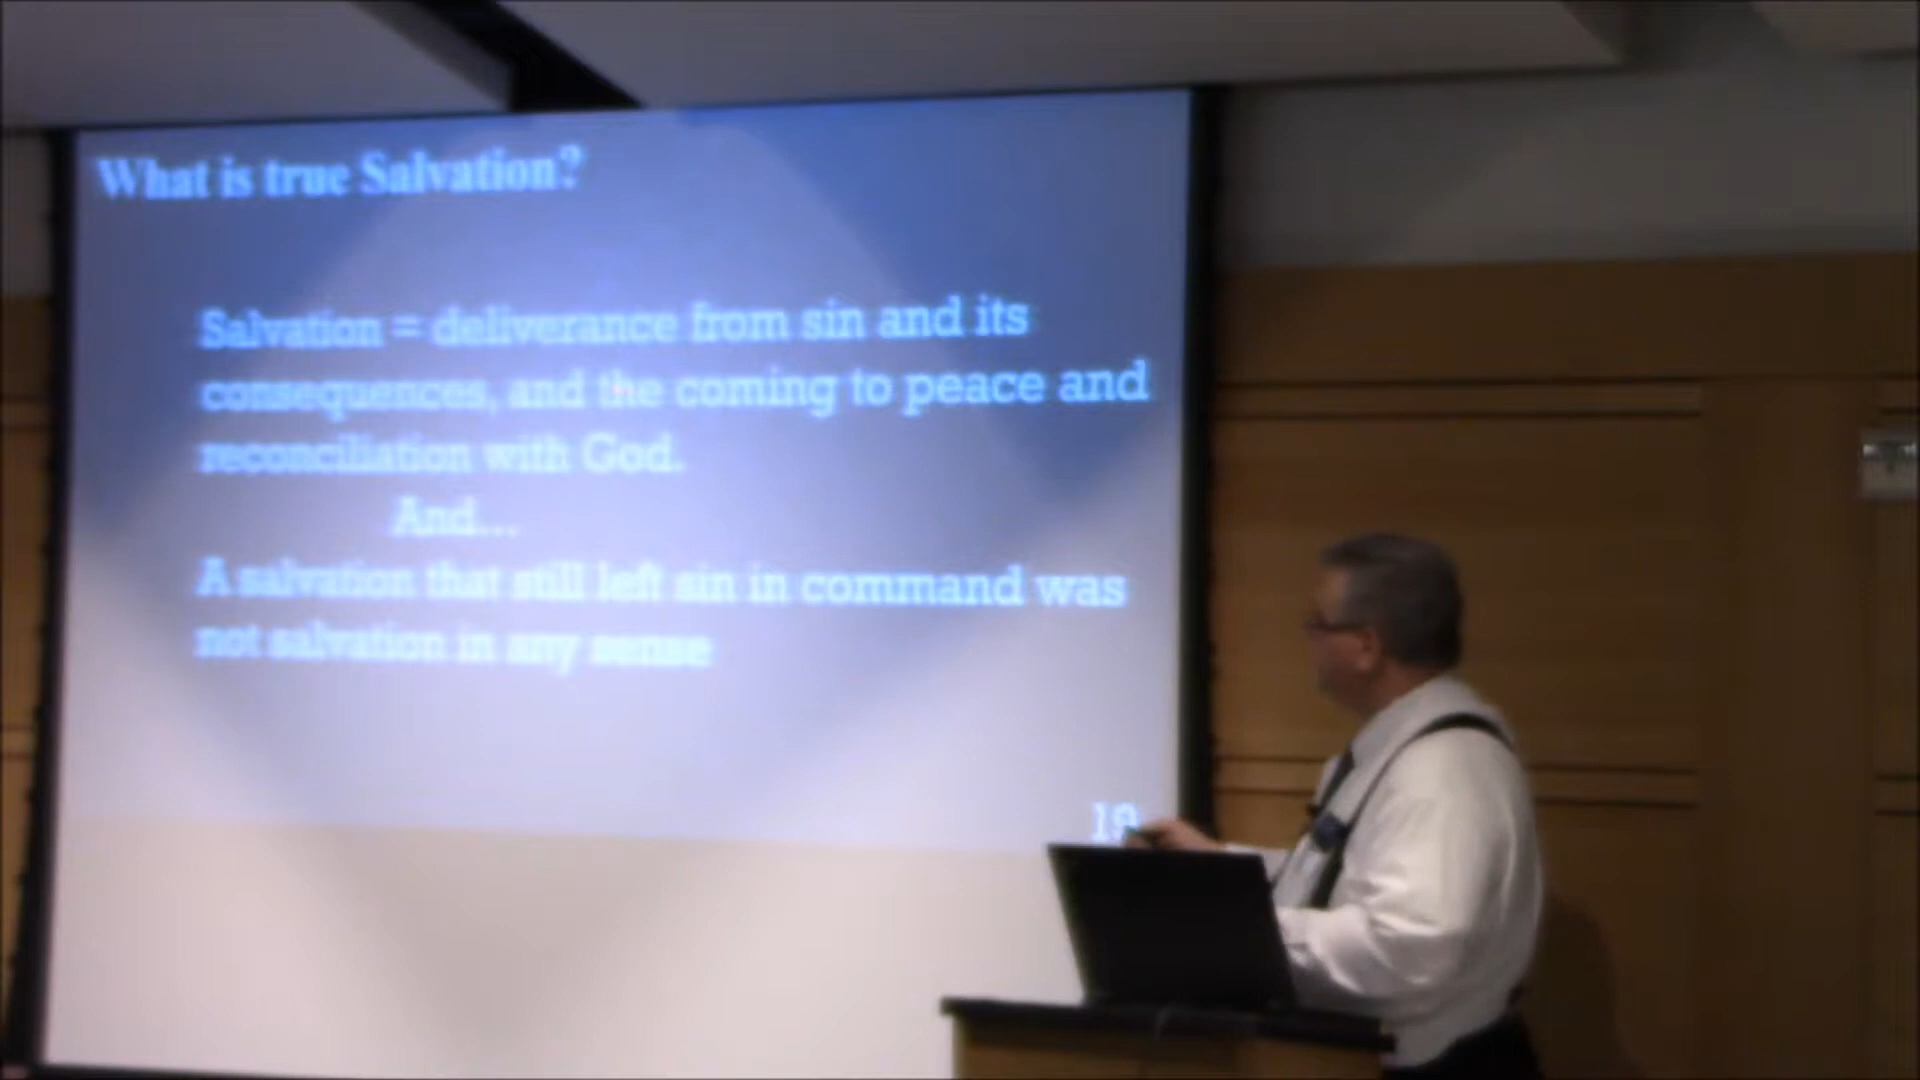 What is true Salvation?
Salvation = deliverance from sin and its
consequences, and the coming to peace and
reconciliation with God.
And...
A salvation that still left sin in command was
not salvation in any sense
19